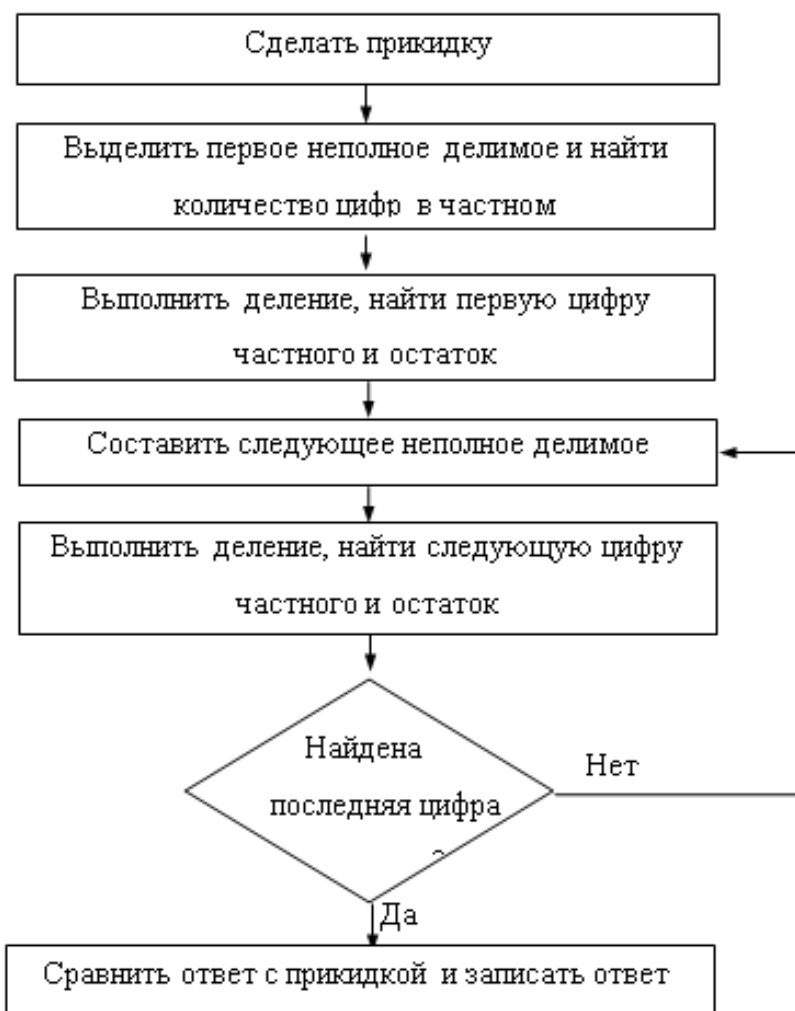 Сделать прикидку
Выделить первое неполное делимое и найти
количество цифр в частном
Выполнить деление, найти первую цифру
частного и остаток
Составить следующее неполное делимое
Выполнить деление, найти следующую цифру
частного и остаток
Найдена
последняя цифра
Нет
Да
Сравнить ответ с прикидкой и записать ответ